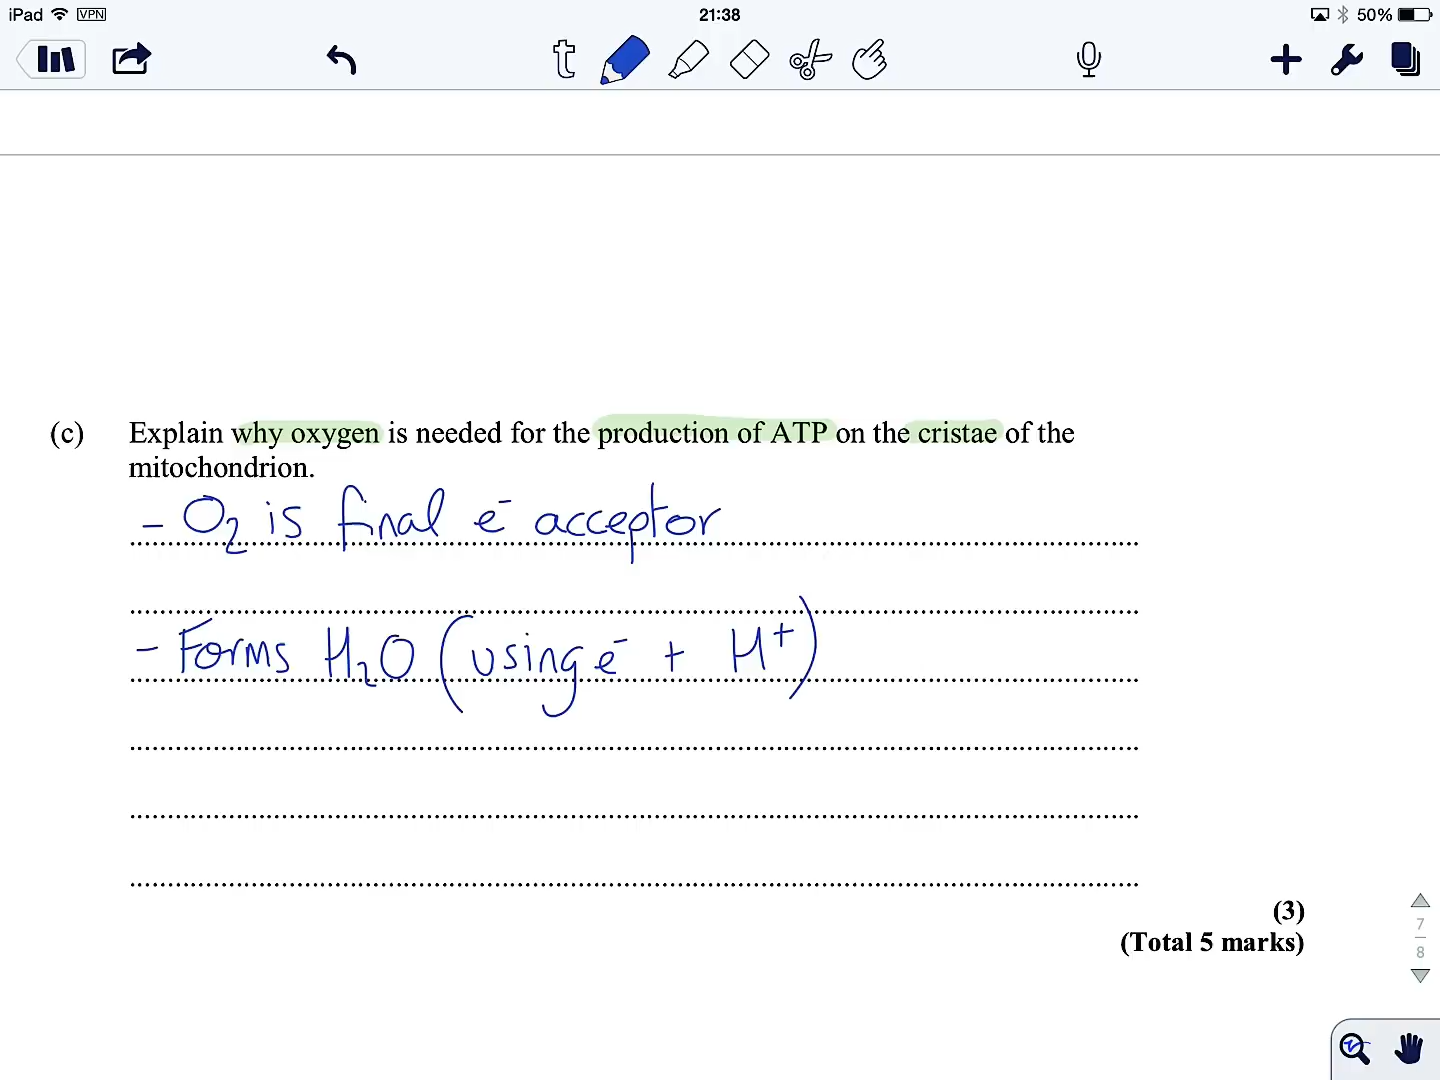 iPad VPN 21:38 50%
t
(c) Explain why oxygen is needed for the production of ATP on the cristae of the
mitochondrion.
- O₂ is final e⁻ acceptor
- Forms H₂O (using e⁻ + H⁺)
(3)
(Total 5 marks)
7
8